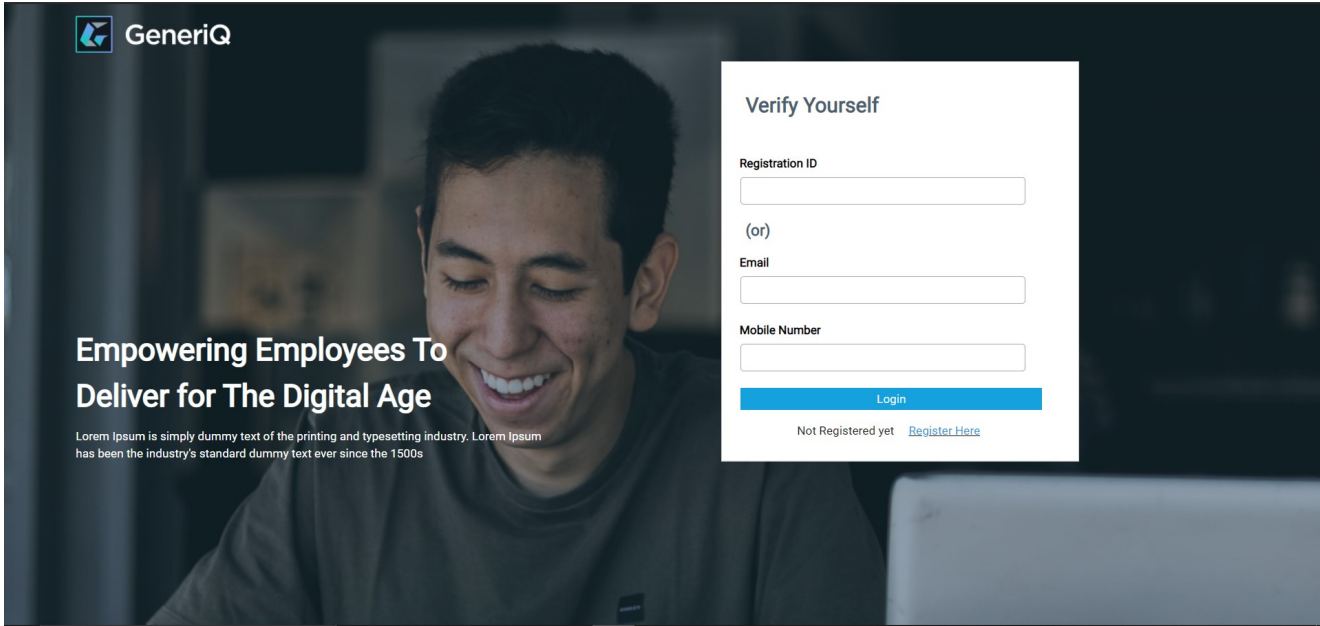 GeneriQ
Verify Yourself
Registration ID
(or)
Email
Mobile Number
Login
Not Registered yet Register Here
Empowering Employees To
Deliver for The Digital Age
Lorem Ipsum is simply dummy text of the printing and typesetting industry. Lorem Ipsum
has been the industry's standard dummy text ever since the 1500s